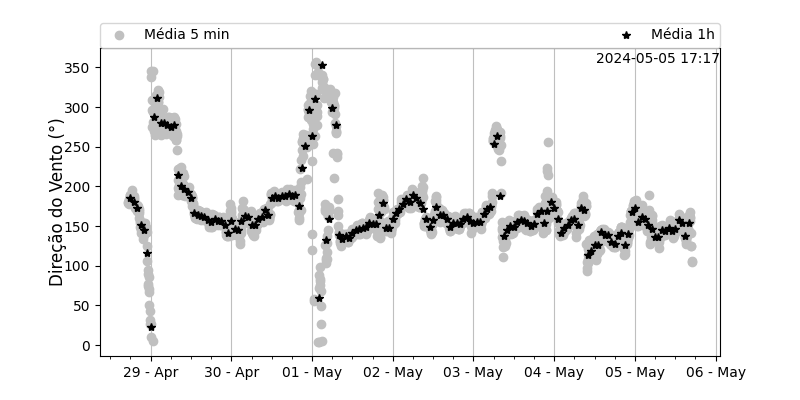 Média 5 min
Média 1h
2024-05-05 17:17
Direção do Vento (°)
350
300
250
200
150
100
50
0
29 - Apr
30 - Apr
01 - May
02 - May
03 - May
04 - May
05 - May
06 - May